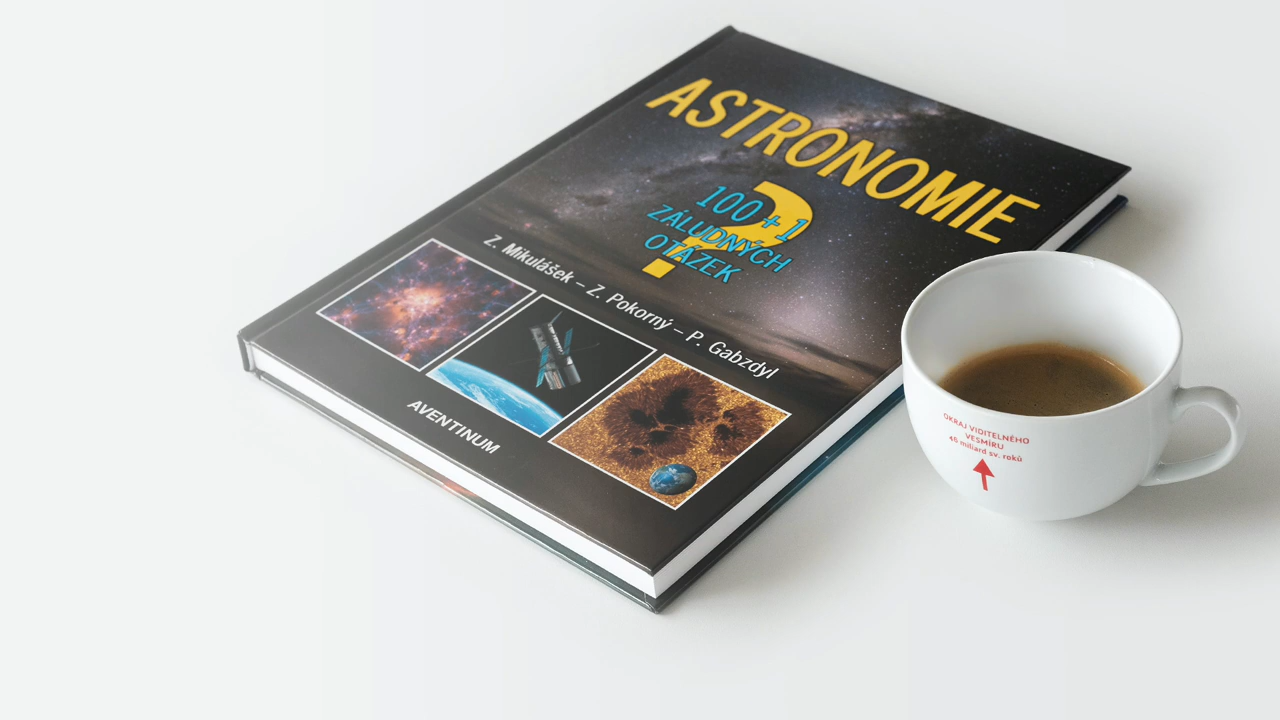 ASTRONOMIE
?
100 + 1
ZÁLUDNÝCH
OTÁZEK
Z. Mikulášek – Z. Pokorný – P. Gabzdyl
AVENTINUM
OKRAJ VIDITELNÉHO
VESMÍRU
46 miliard sv. roků